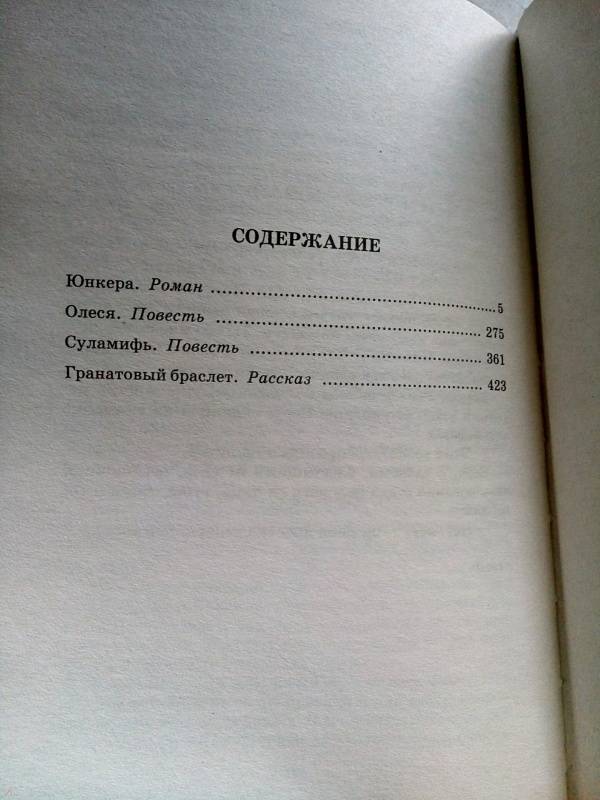 СОДЕРЖАНИЕ
Юнкера. Роман ........................................ 5
Олеся. Повесть ........................................ 275
Суламифь. Повесть ........................................ 361
Гранатовый браслет. Рассказ ........................................ 423